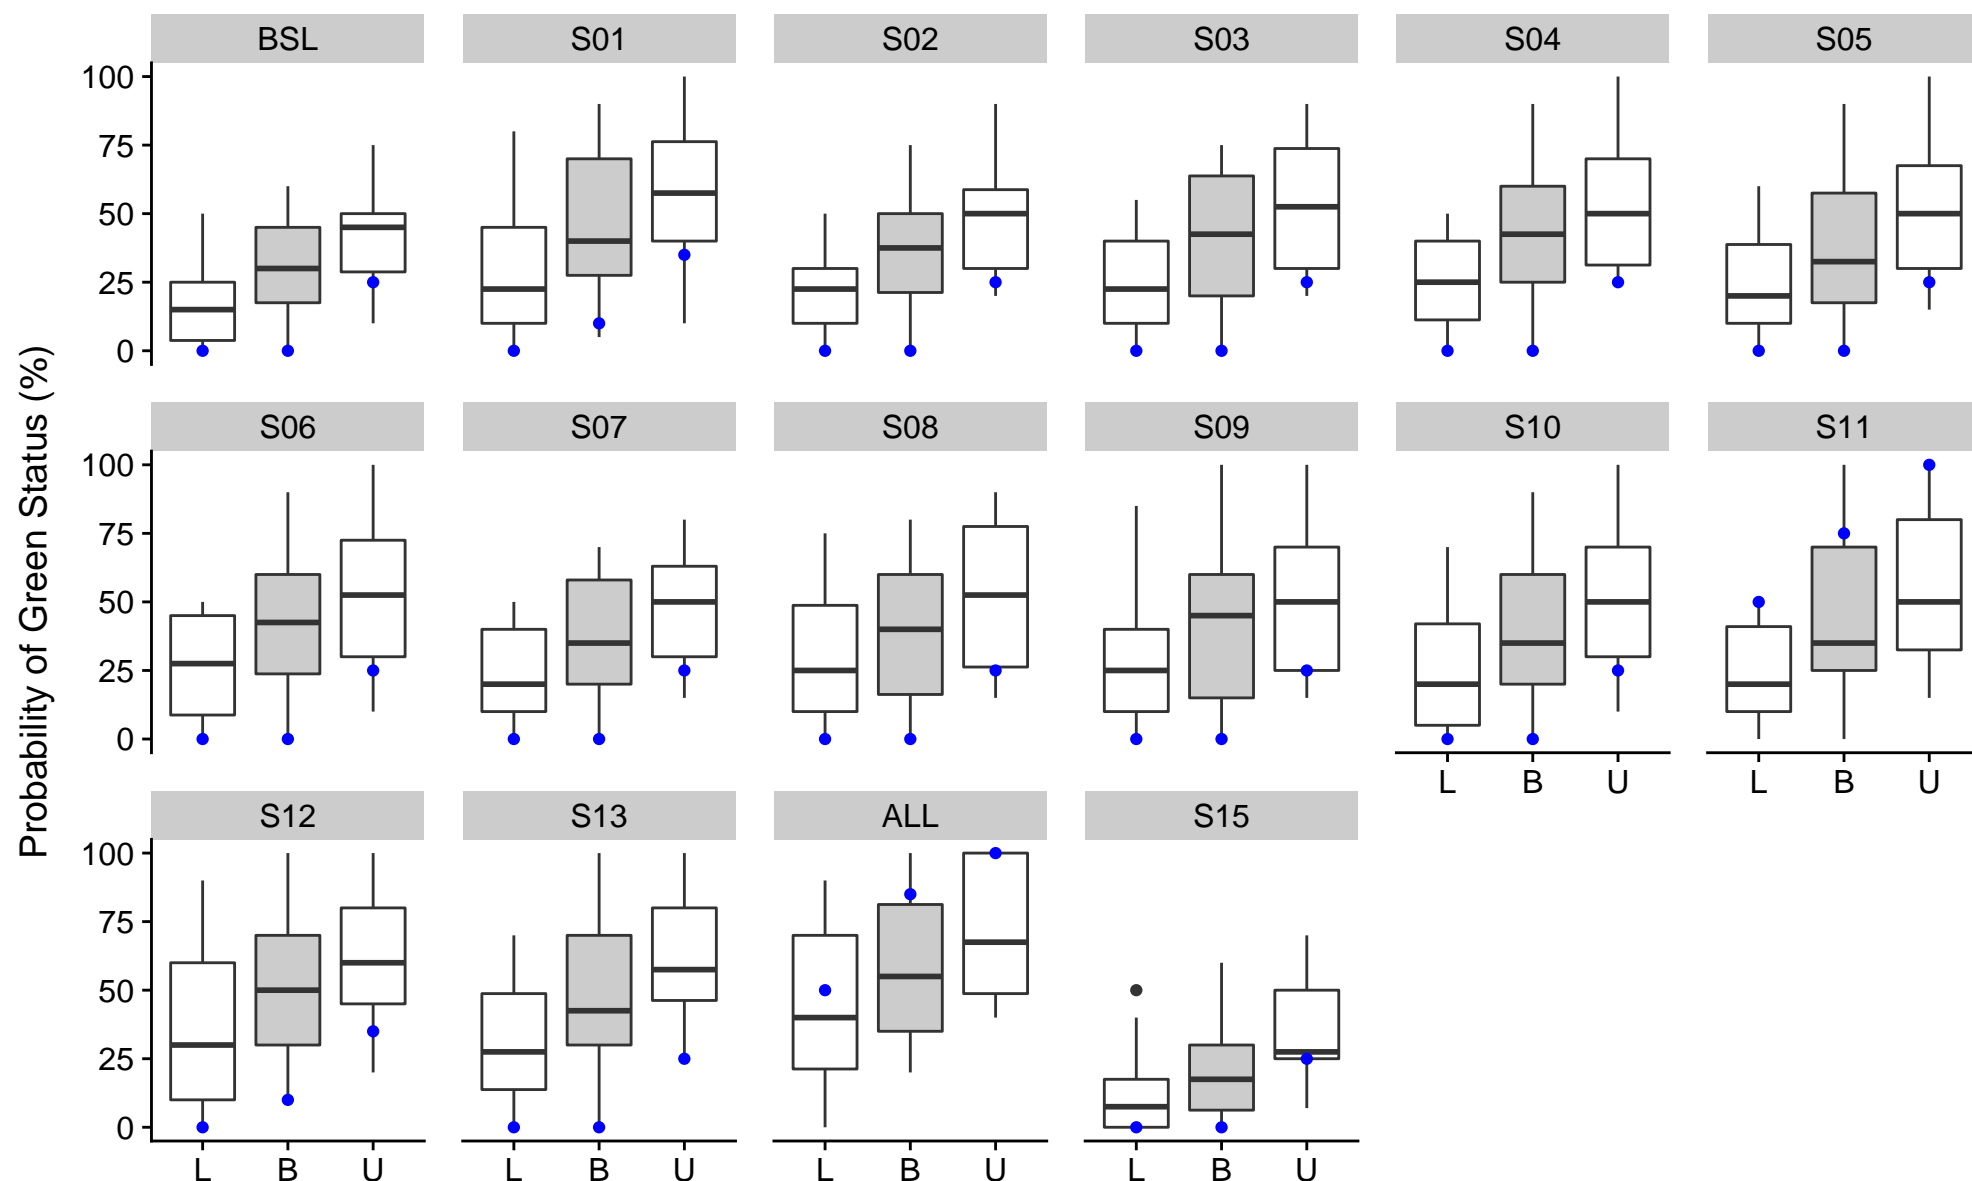 Probability of Green Status (%)
BSL S01 S02 S03 S04 S05
100
75
50
25
0
S06 S07 S08 S09 S10 S11
100
75
50
25
0
L B U L B U
S12 S13 ALL S15
100
75
50
25
0
L B U L B U L B U L B U